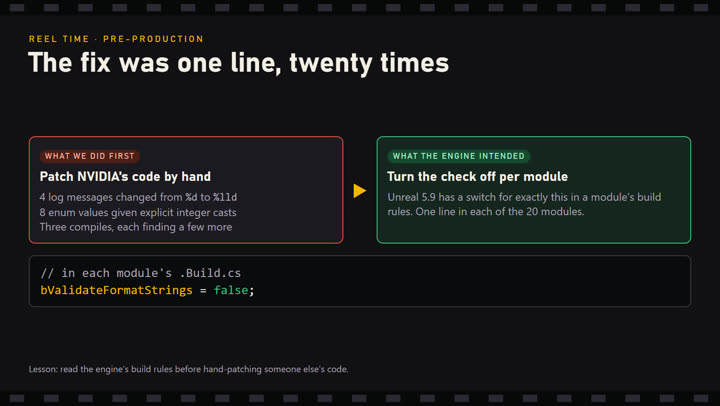 REEL TIME · PRE-PRODUCTION
The fix was one line, twenty times
WHAT WE DID FIRST
Patch NVIDIA's code by hand
4 log messages changed from %d to %lld
8 enum values given explicit integer casts
Three compiles, each finding a few more
WHAT THE ENGINE INTENDED
Turn the check off per module
Unreal 5.9 has a switch for exactly this in a module's build
rules. One line in each of the 20 modules.
// in each module's .Build.cs
bValidateFormatStrings = false;
Lesson: read the engine's build rules before hand-patching someone else's code.